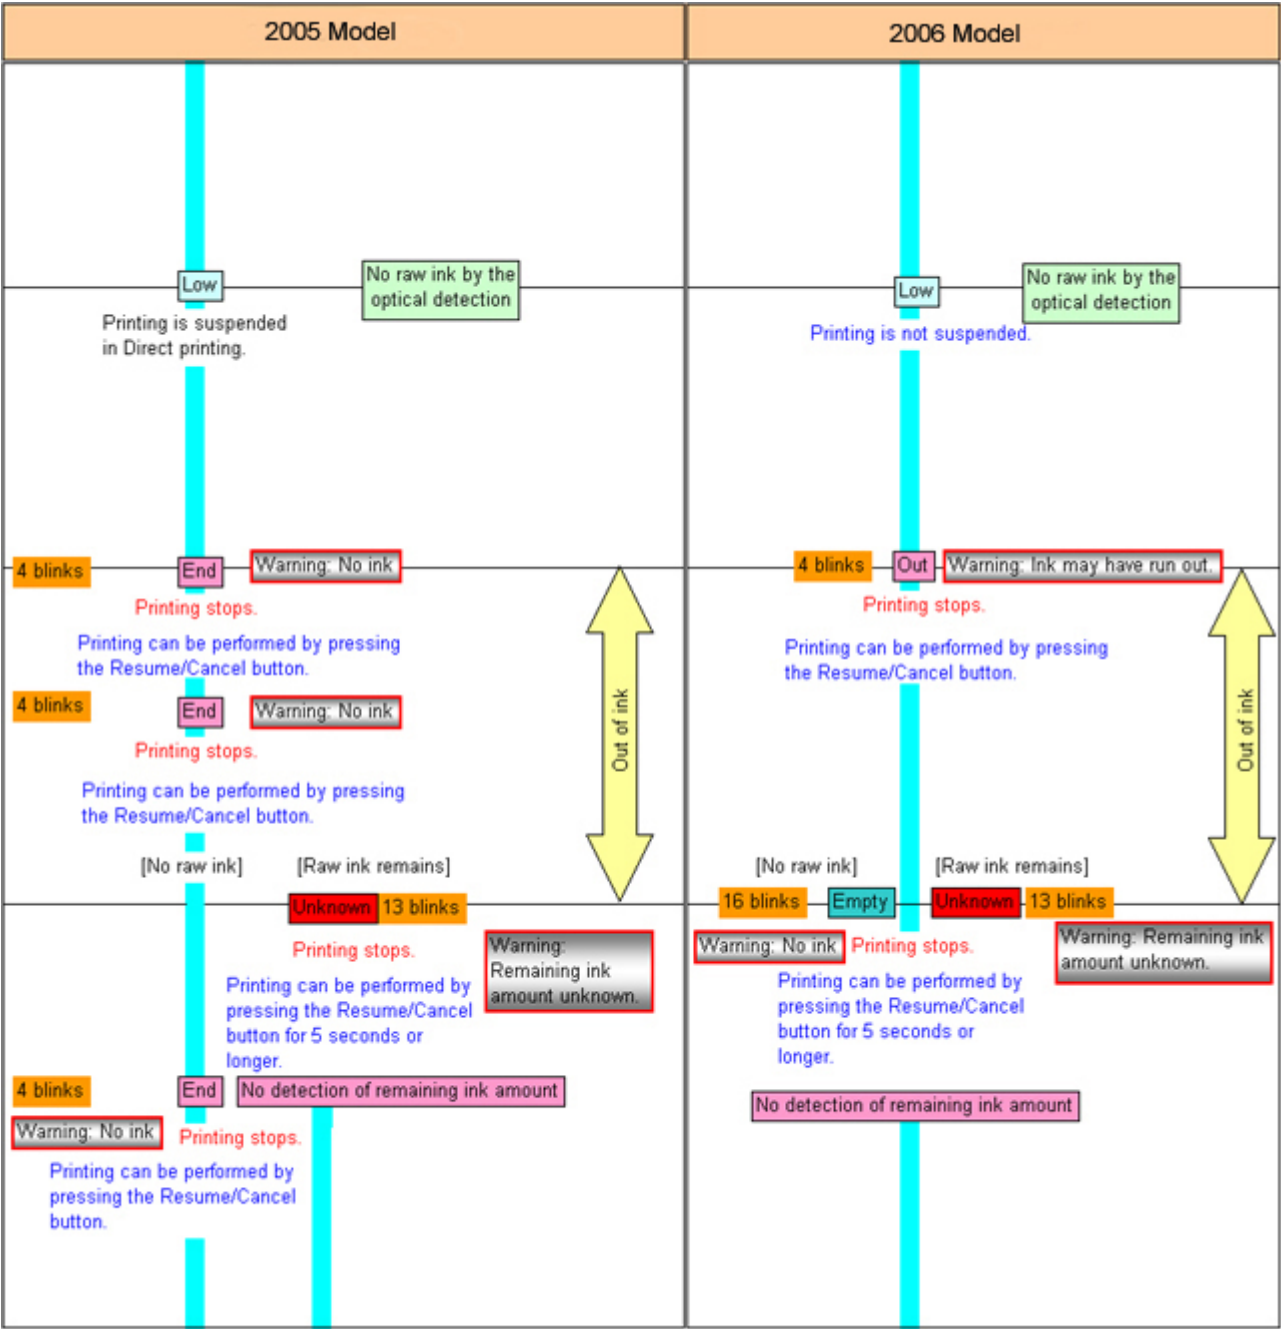 2005 Model
Low
No raw ink by the
optical detection
Printing is suspended
in Direct printing.
4 blinks
End
Warning: No ink
Printing stops.
Printing can be performed by pressing
the Resume/Cancel button.
4 blinks
End
Warning: No ink
Printing stops.
Printing can be performed by pressing
the Resume/Cancel button.
Out of ink
[No raw ink]
[Raw ink remains]
Unknown
13 blinks
Printing stops.
Warning:
Remaining ink
amount unknown.
Printing can be performed by
pressing the Resume/Cancel
button for 5 seconds or
longer.
4 blinks
End
No detection of remaining ink amount
Warning: No ink
Printing stops.
Printing can be performed by
pressing the Resume/Cancel
button.
2006 Model
Low
No raw ink by the
optical detection
Printing is not suspended.
4 blinks
Out
Warning: Ink may have run out.
Printing stops.
Printing can be performed by pressing
the Resume/Cancel button.
Out of ink
[No raw ink]
[Raw ink remains]
16 blinks
Empty
Unknown
13 blinks
Warning: No ink
Printing stops.
Warning: Remaining ink
amount unknown.
Printing can be performed by
pressing the Resume/Cancel
button for 5 seconds or
longer.
No detection of remaining ink amount